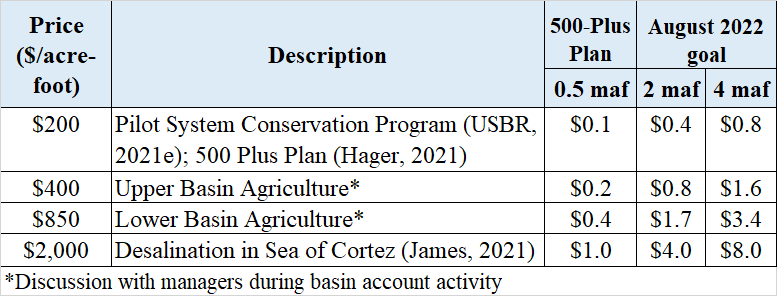 Price ($/acre-foot) Description 500-Plus Plan August 2022 goal
0.5 maf 2 maf 4 maf
$200 Pilot System Conservation Program (USBR, $0.1 $0.4 $0.8
2021e); 500 Plus Plan (Hager, 2021)
$400 Upper Basin Agriculture* $0.2 $0.8 $1.6
$850 Lower Basin Agriculture* $0.4 $1.7 $3.4
$2,000 Desalination in Sea of Cortez (James, 2021) $1.0 $4.0 $8.0
*Discussion with managers during basin account activity